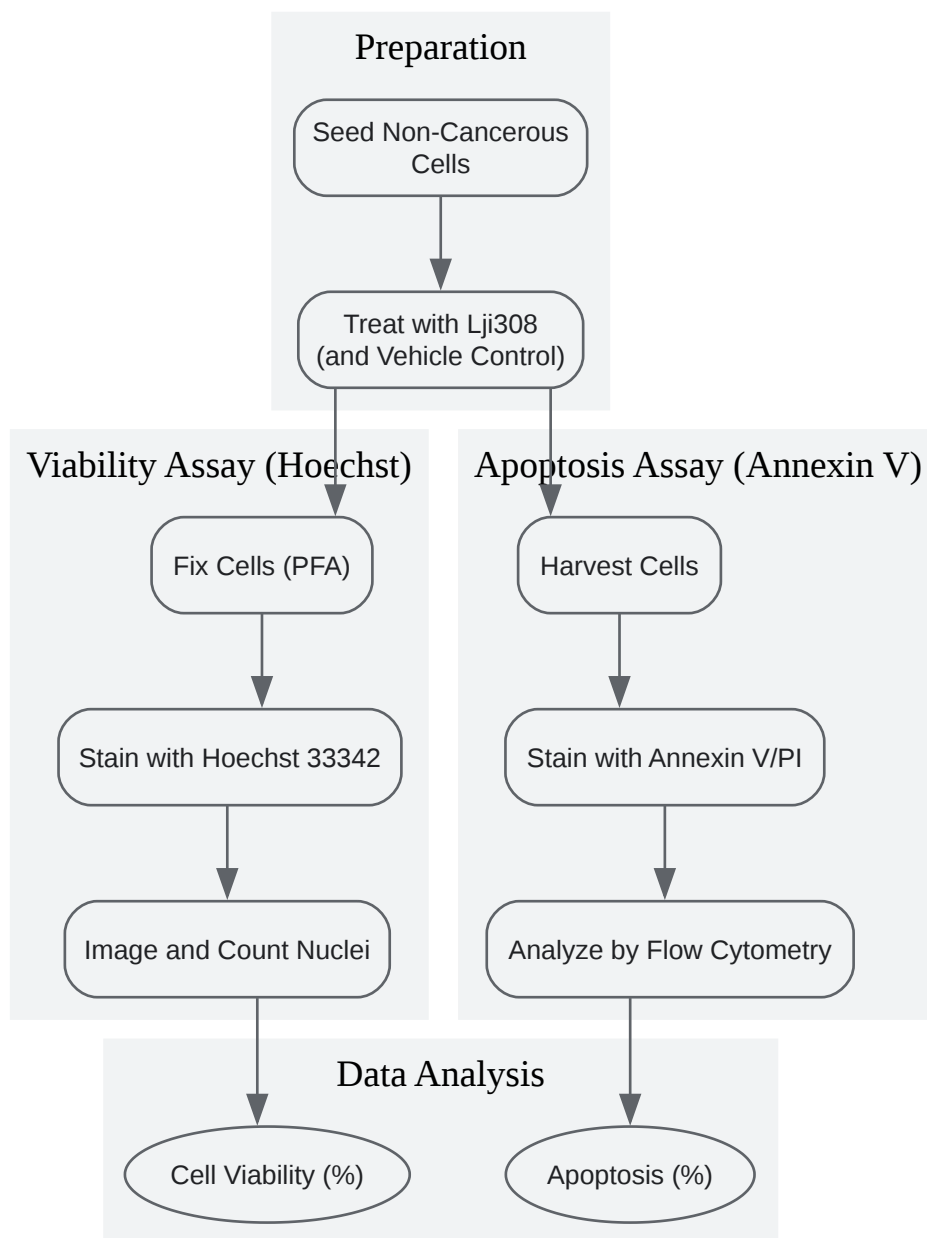 Preparation
Seed Non-Cancerous
Cells
Treat with Lji308
(and Vehicle Control)
Viability Assay (Hoechst)
Fix Cells (PFA)
Stain with Hoechst 33342
Image and Count Nuclei
Apoptosis Assay (Annexin V)
Harvest Cells
Stain with Annexin V/PI
Analyze by Flow Cytometry
Data Analysis
Cell Viability (%)
Apoptosis (%)